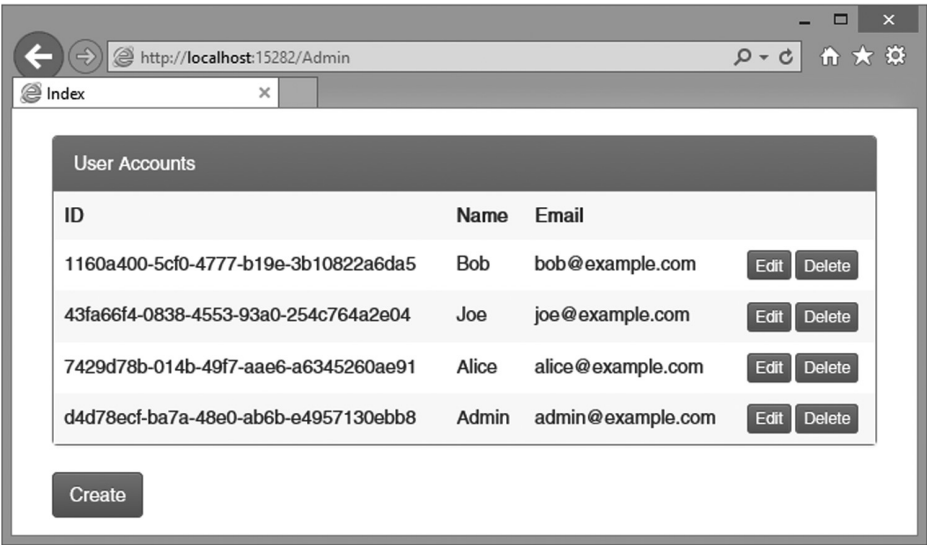 http://localhost:15282/Admin
Index
User Accounts
ID Name Email
1160a400-5cf0-4777-b19e-3b10822a6da5 Bob bob@example.com Edit Delete
43fa66f4-0838-4553-93a0-254c764a2e04 Joe joe@example.com Edit Delete
7429d78b-014b-49f7-aae6-a6345260ae91 Alice alice@example.com Edit Delete
d4d78ecf-ba7a-48e0-ab6b-e4957130ebb8 Admin admin@example.com Edit Delete
Create